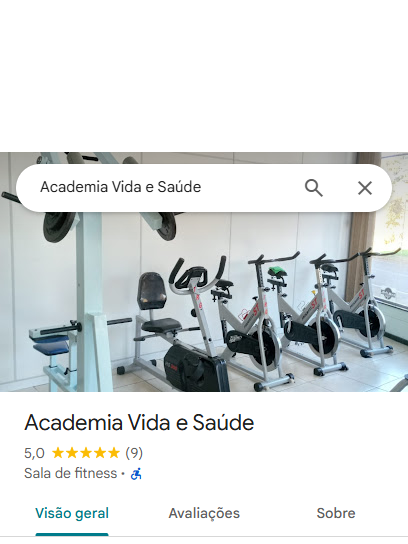 Academia Vida e Saúde
Academia Vida e Saúde
5,0 ★★★★★ (9)
Sala de fitness ·
Visão geral Avaliações Sobre